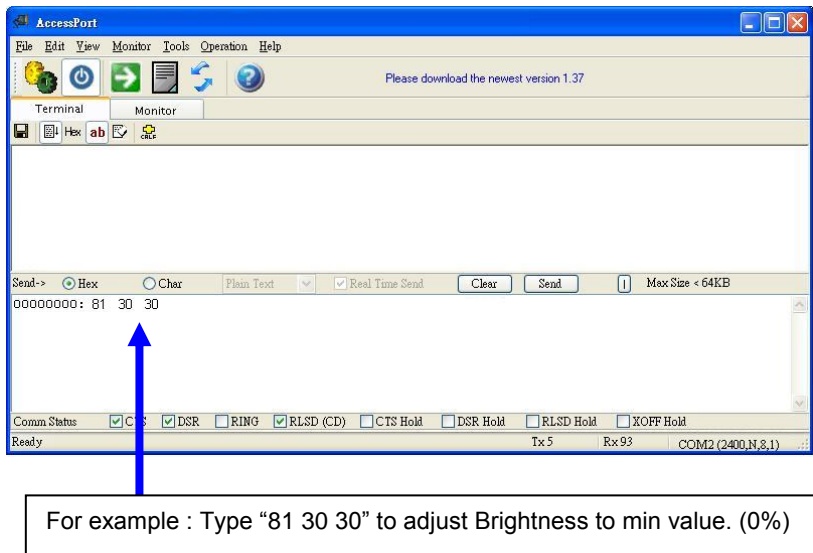 AccessPort
File Edit View Monitor Tools Operation Help
Please download the newest version 1.37
Terminal Monitor
Hex ab CRLF
Send-> Hex Char Plain Text Real Time Send Clear Send Max Size < 64KB
00000000: 81 30 30
Comm Status CTS DSR RING RLSD (CD) CTS Hold DSR Hold RLSD Hold XOFF Hold
Ready Tx 5 Rx 93 COM2 (2400,N,8,1)
For example : Type “81 30 30” to adjust Brightness to min value. (0%)